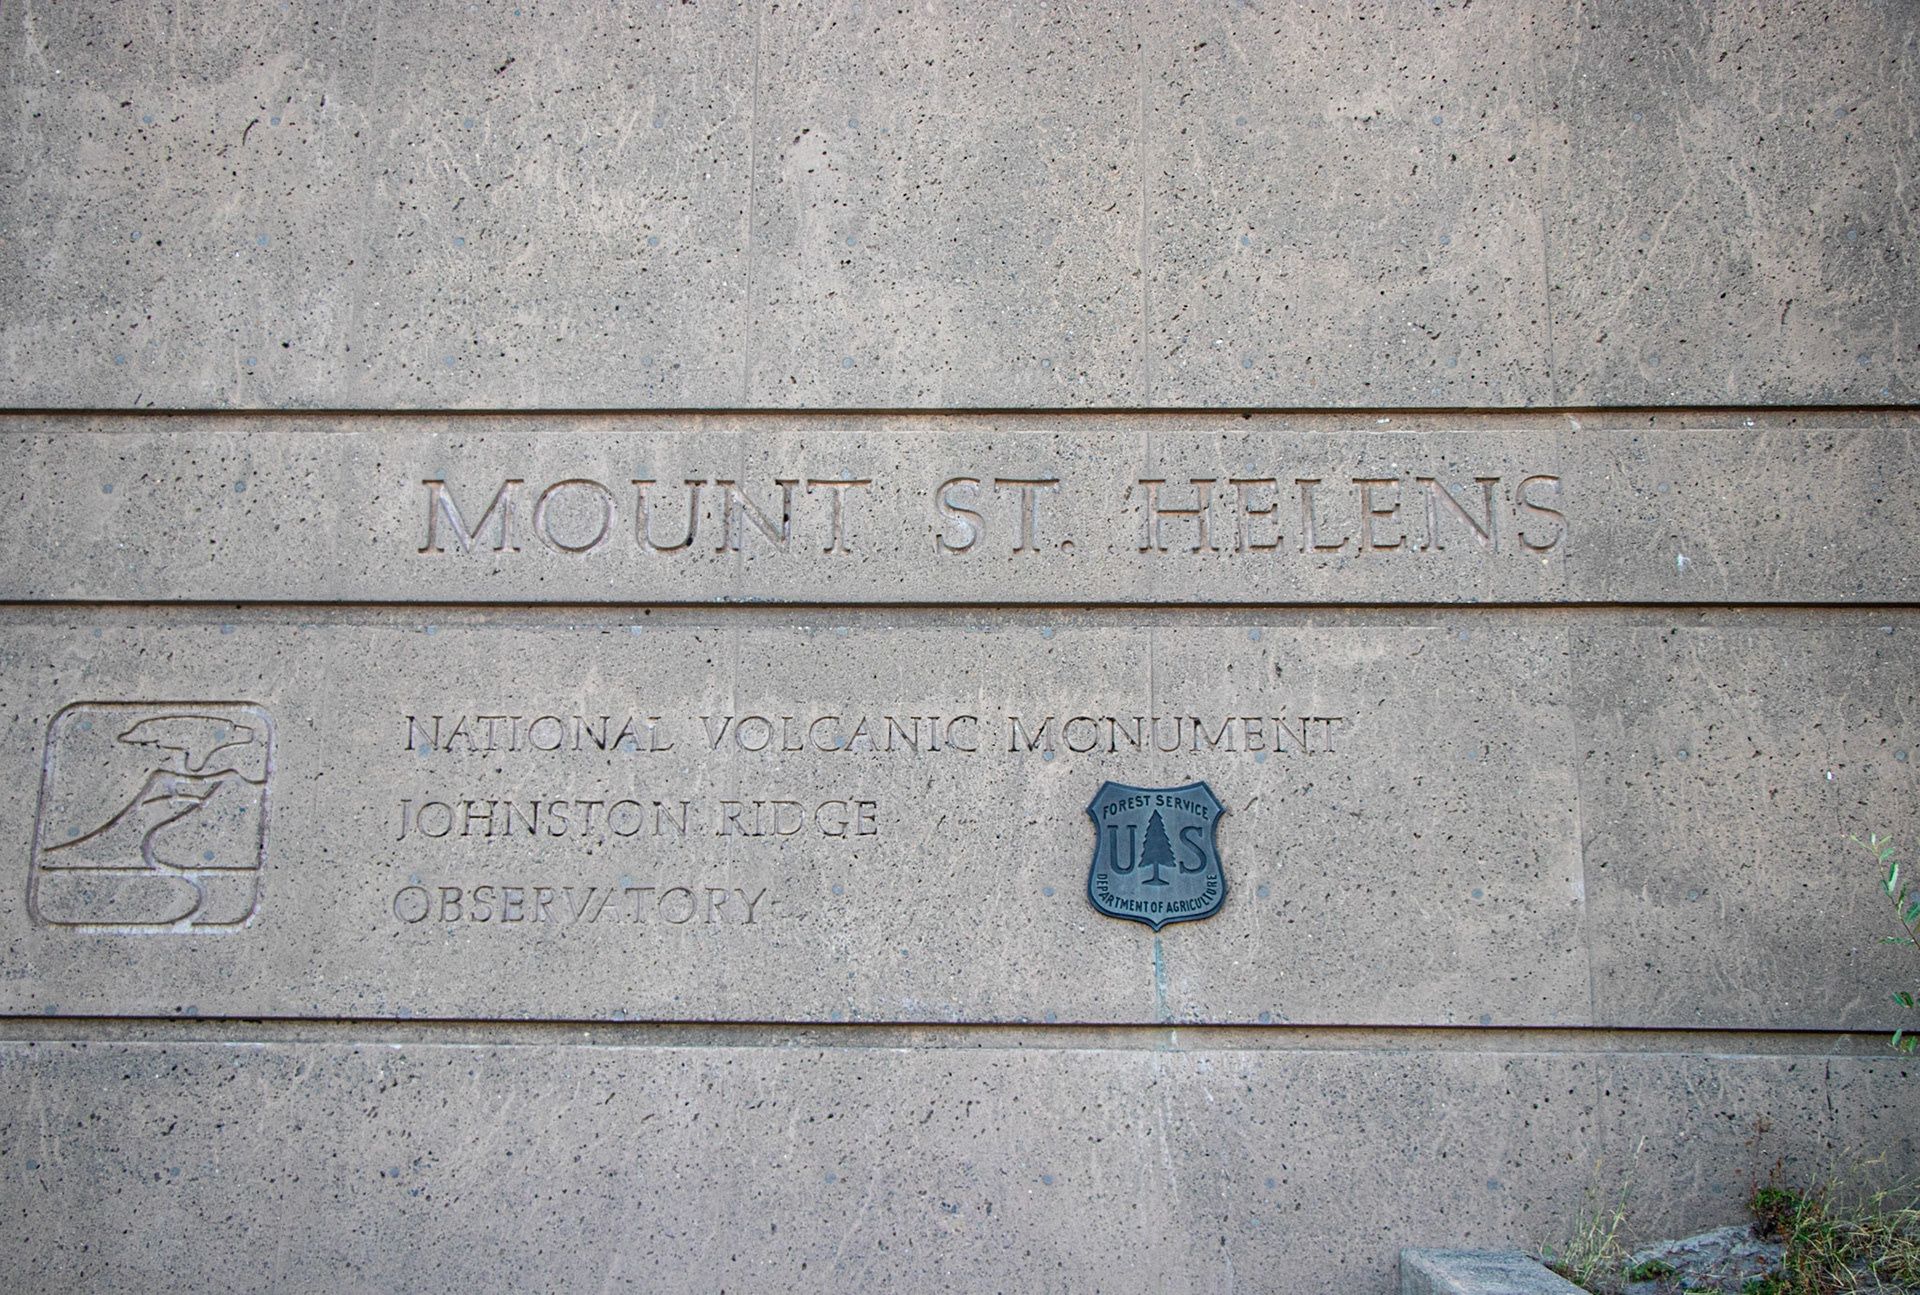 MOUNT ST. HELENS
NATIONAL VOLCANIC MONUMENT
JOHNSTON RIDGE
OBSERVATORY
FOREST SERVICE
U S
DEPARTMENT OF AGRICULTURE